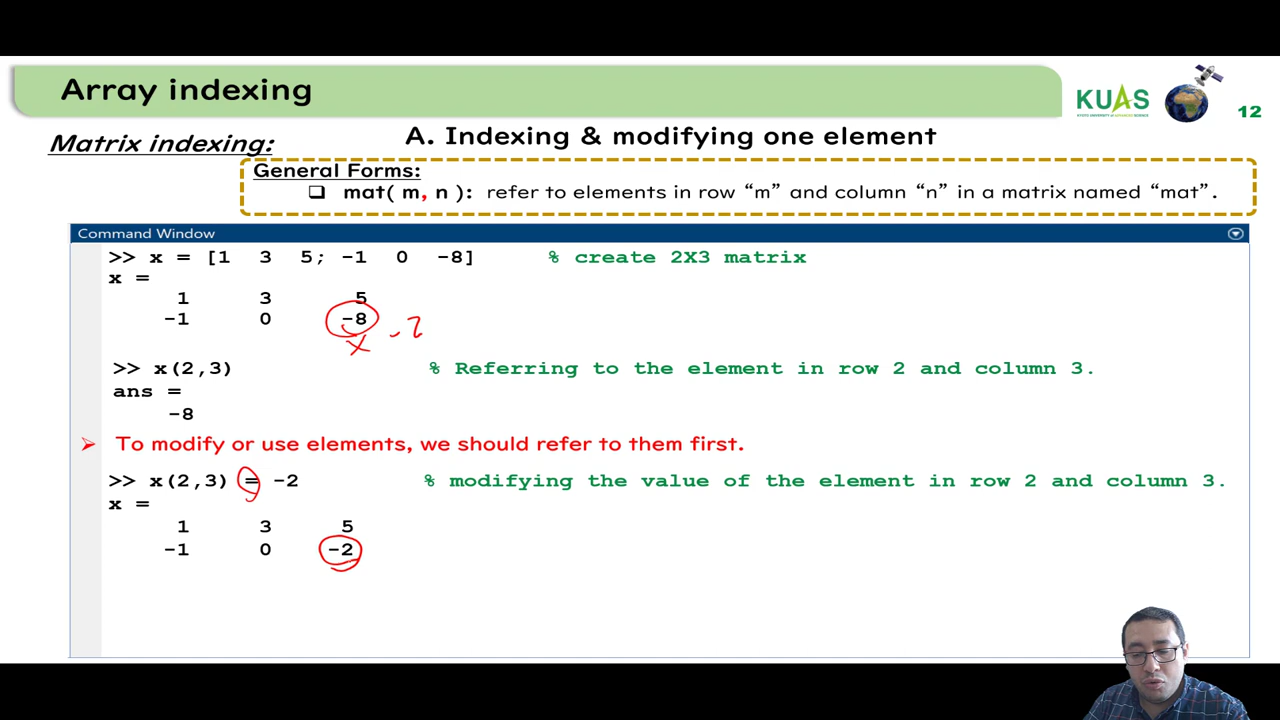 Array indexing
KUAS
12
Matrix indexing:
A. Indexing & modifying one element
General Forms:
❑ mat( m, n ): refer to elements in row “m” and column “n” in a matrix named “mat”.
Command Window
>> x = [1 3 5; -1 0 -8] % create 2X3 matrix
x =
1 3 5
-1 0 -8
x -2
>> x(2,3) % Referring to the element in row 2 and column 3.
ans =
-8
➢ To modify or use elements, we should refer to them first.
>> x(2,3) = -2 % modifying the value of the element in row 2 and column 3.
x =
1 3 5
-1 0 -2